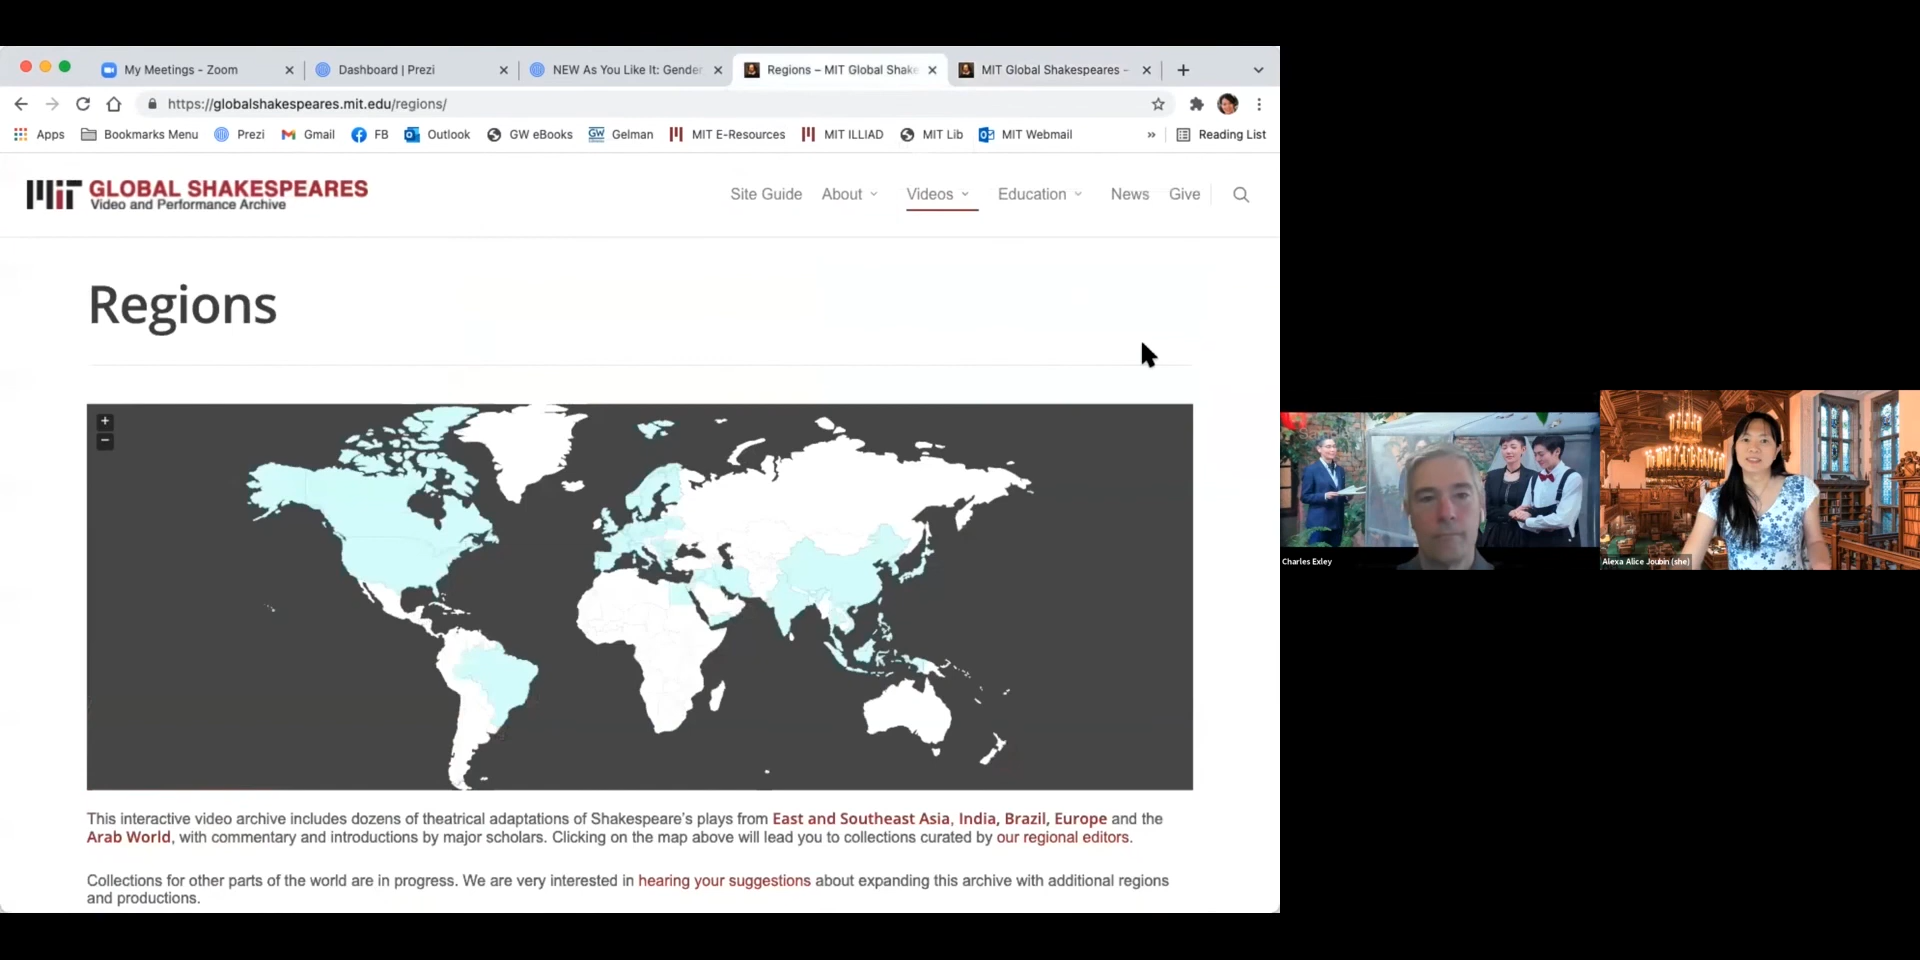 My Meetings - Zoom
Dashboard | Prezi
NEW As You Like It: Gender
Regions – MIT Global Shake
MIT Global Shakespeares -
https://globalshakespeares.mit.edu/regions/
Apps
Bookmarks Menu
Prezi
Gmail
FB
Outlook
GW eBooks
GW
Gelman
MIT E-Resources
MIT ILLIAD
MIT Lib
MIT Webmail
»
Reading List
MIT GLOBAL SHAKESPEARES
Video and Performance Archive
Site Guide
About
Videos
Education
News
Give
Regions
+
−
This interactive video archive includes dozens of theatrical adaptations of Shakespeare's plays from East and Southeast Asia, India, Brazil, Europe and the
Arab World, with commentary and introductions by major scholars. Clicking on the map above will lead you to collections curated by our regional editors.
Collections for other parts of the world are in progress. We are very interested in hearing your suggestions about expanding this archive with additional regions
and productions.
Charles Exley
Alexa Alice Joubin (she)